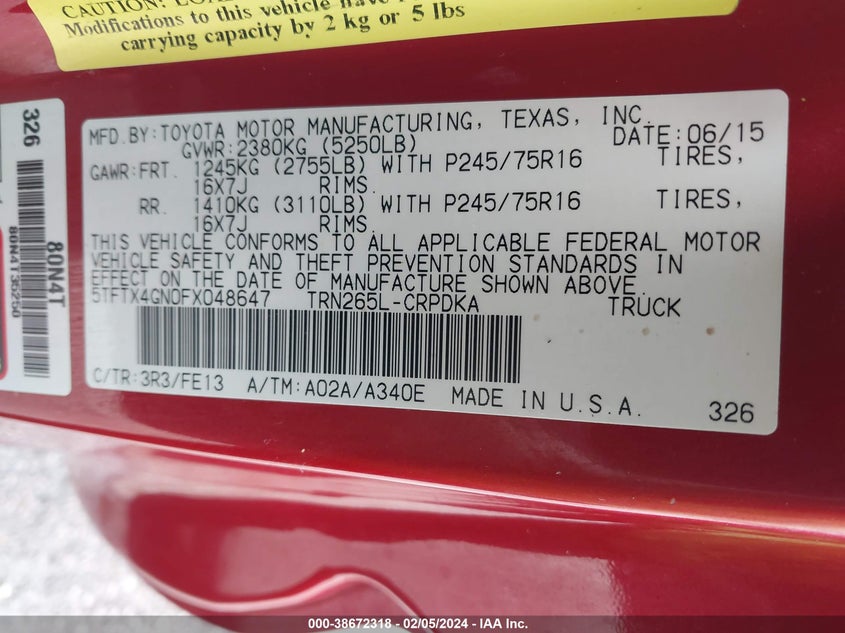 CAUTION:
Modifications to this vehicle have
carrying capacity by 2 kg or 5 lbs
326
80N4T35250
80N4T
MFD.BY:TOYOTA MOTOR MANUFACTURING, TEXAS, INC.
GVWR:2380KG (5250LB) DATE:06/15
GAWR:FRT. 1245KG (2755LB) WITH P245/75R16 TIRES,
16X7J RIMS.
RR. 1410KG (3110LB) WITH P245/75R16 TIRES,
16X7J RIMS.
THIS VEHICLE CONFORMS TO ALL APPLICABLE FEDERAL MOTOR
VEHICLE SAFETY AND THEFT PREVENTION STANDARDS IN
EFFECT ON THE DATE OF MANUFACTURE SHOWN ABOVE.
5TFTX4GN0FX048647 TRN265L-CRPDKA TRUCK
C/TR:3R3/FE13 A/TM:A02A/A340E MADE IN U.S.A. 326
000-38672318 - 02/05/2024 - IAA Inc.